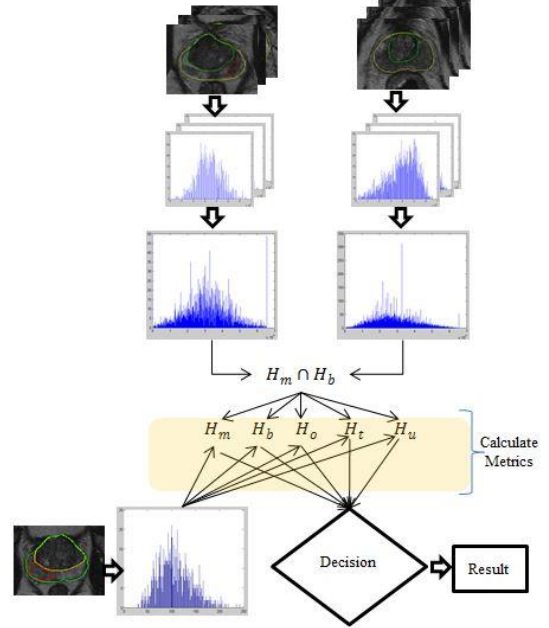 H_m ∩ H_b
H_m H_b H_o H_t H_u
Calculate
Metrics
Decision
Result